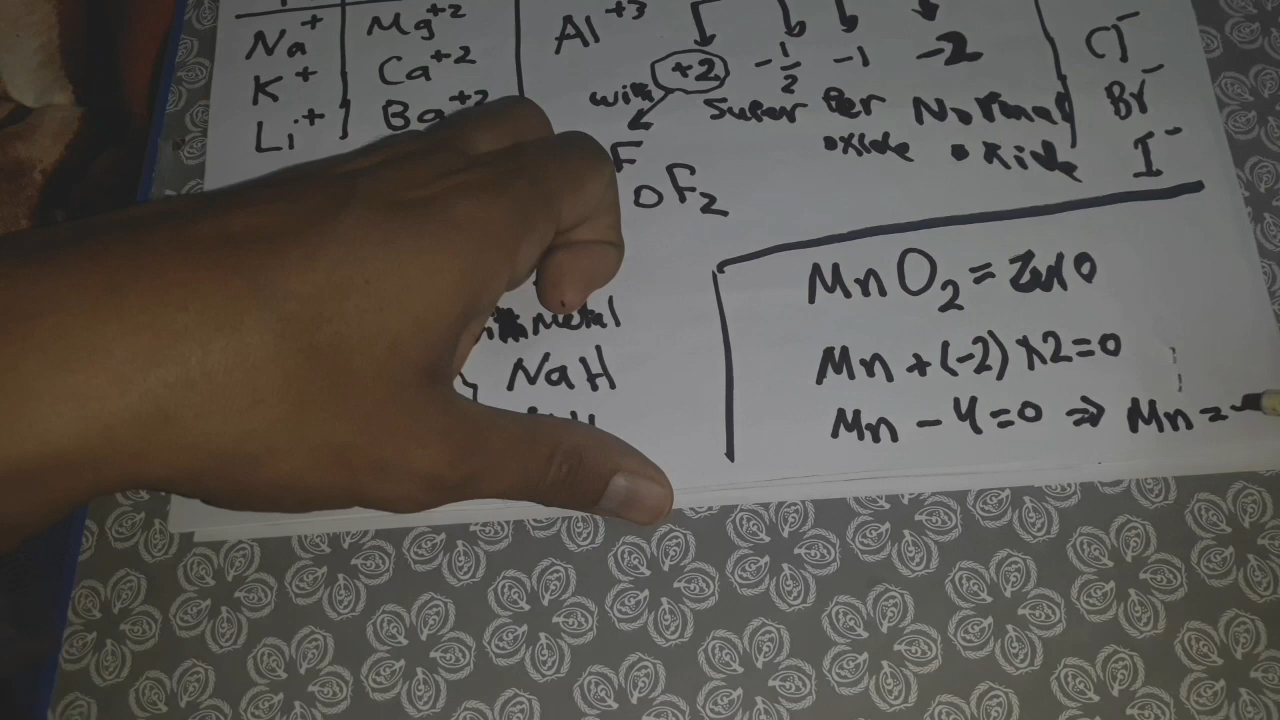 Na+ Mg+2 Al+3 Cl-
K+ Ca+2 +2 -1/2 -1 -2 Br-
Li+ Ba+2 with Super Per Normal I-
oxide oxide
F
OF2
Metal
NaH
MnO2 = Zero
Mn + (-2) x 2 = 0
Mn - 4 = 0 ⇒ Mn =